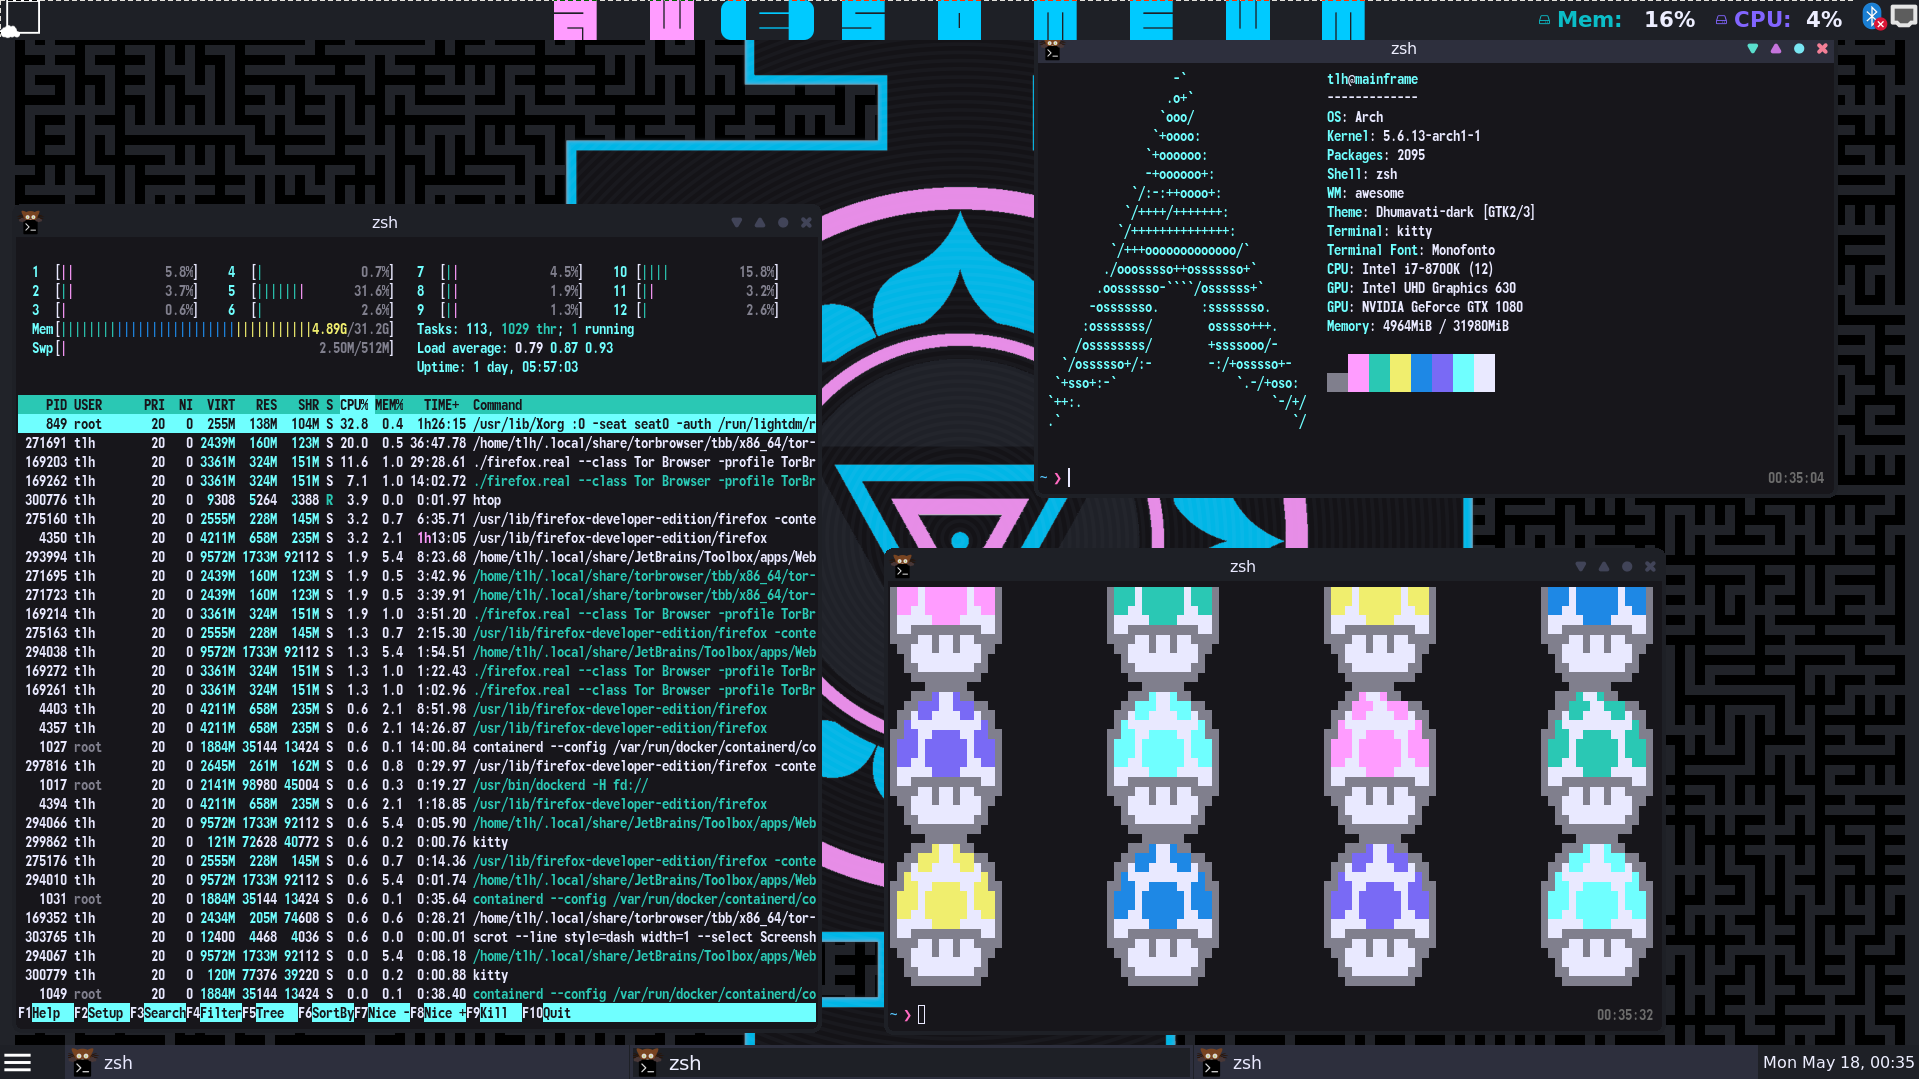 a w e s o m e w m
Mem: 16% CPU: 4%
zsh
1 [|| 5.8%] 4 [| 0.7%] 7 [|| 4.5%] 10 [|||| 15.8%]
2 [|| 3.7%] 5 [||||||| 31.6%] 8 [|| 1.9%] 11 [|| 3.2%]
3 [| 0.6%] 6 [| 2.6%] 9 [|| 1.3%] 12 [| 2.6%]
Mem[||||||||||||||||||||||||||||||||||||4.89G/31.2G] Tasks: 113, 1029 thr; 1 running
Swp[| 2.50M/512M] Load average: 0.79 0.87 0.93
Uptime: 1 day, 05:57:03
PID USER PRI NI VIRT RES SHR S CPU% MEM% TIME+ Command
849 root 20 0 255M 138M 104M S 32.8 0.4 1h26:15 /usr/lib/Xorg :0 -seat seat0 -auth /run/lightdm/r
271691 tlh 20 0 2439M 160M 123M S 20.0 0.5 36:47.78 /home/tlh/.local/share/torbrowser/tbb/x86_64/tor-
169203 tlh 20 0 3361M 324M 151M S 11.6 1.0 29:28.61 ./firefox.real --class Tor Browser -profile TorBr
169262 tlh 20 0 3361M 324M 151M S 7.1 1.0 14:02.72 ./firefox.real --class Tor Browser -profile TorBr
300776 tlh 20 0 9308 5264 3388 R 3.9 0.0 0:01.97 htop
275160 tlh 20 0 2555M 228M 145M S 3.2 0.7 6:35.71 /usr/lib/firefox-developer-edition/firefox -conte
4350 tlh 20 0 4211M 658M 235M S 3.2 2.1 1h13:05 /usr/lib/firefox-developer-edition/firefox
293994 tlh 20 0 9572M 1733M 92112 S 1.9 5.4 8:23.68 /home/tlh/.local/share/JetBrains/Toolbox/apps/Web
271695 tlh 20 0 2439M 160M 123M S 1.9 0.5 3:42.96 /home/tlh/.local/share/torbrowser/tbb/x86_64/tor-
271723 tlh 20 0 2439M 160M 123M S 1.9 0.5 3:39.91 /home/tlh/.local/share/torbrowser/tbb/x86_64/tor-
169214 tlh 20 0 3361M 324M 151M S 1.9 1.0 3:51.20 ./firefox.real --class Tor Browser -profile TorBr
275163 tlh 20 0 2555M 228M 145M S 1.3 0.7 2:15.30 /usr/lib/firefox-developer-edition/firefox -conte
294038 tlh 20 0 9572M 1733M 92112 S 1.3 5.4 1:54.51 /home/tlh/.local/share/JetBrains/Toolbox/apps/Web
169272 tlh 20 0 3361M 324M 151M S 1.3 1.0 1:22.43 ./firefox.real --class Tor Browser -profile TorBr
169261 tlh 20 0 3361M 324M 151M S 1.3 1.0 1:02.96 ./firefox.real --class Tor Browser -profile TorBr
4403 tlh 20 0 4211M 658M 235M S 0.6 2.1 8:51.98 /usr/lib/firefox-developer-edition/firefox
4357 tlh 20 0 4211M 658M 235M S 0.6 2.1 14:26.87 /usr/lib/firefox-developer-edition/firefox
1027 root 20 0 1884M 35144 13424 S 0.6 0.1 14:00.84 containerd --config /var/run/docker/containerd/co
297816 tlh 20 0 2645M 261M 162M S 0.6 0.8 0:29.97 /usr/lib/firefox-developer-edition/firefox -conte
1017 root 20 0 2141M 98980 45004 S 0.6 0.3 0:19.27 /usr/bin/dockerd -H fd://
4394 tlh 20 0 4211M 658M 235M S 0.6 2.1 1:18.85 /usr/lib/firefox-developer-edition/firefox
294066 tlh 20 0 9572M 1733M 92112 S 0.6 5.4 0:05.90 /home/tlh/.local/share/JetBrains/Toolbox/apps/Web
299862 tlh 20 0 121M 72628 40772 S 0.6 0.2 0:00.76 kitty
275176 tlh 20 0 2555M 228M 145M S 0.6 0.7 0:14.36 /usr/lib/firefox-developer-edition/firefox -conte
294010 tlh 20 0 9572M 1733M 92112 S 0.6 5.4 0:01.74 /home/tlh/.local/share/JetBrains/Toolbox/apps/Web
1031 root 20 0 1884M 35144 13424 S 0.6 0.1 0:35.64 containerd --config /var/run/docker/containerd/co
169352 tlh 20 0 2434M 205M 74608 S 0.6 0.6 0:28.21 /home/tlh/.local/share/torbrowser/tbb/x86_64/tor-
303765 tlh 20 0 12400 4468 4036 S 0.6 0.0 0:00.01 scrot --line style=dash width=1 --select Screensh
294067 tlh 20 0 9572M 1733M 92112 S 0.0 5.4 0:08.18 /home/tlh/.local/share/JetBrains/Toolbox/apps/Web
300779 tlh 20 0 120M 77376 39220 S 0.0 0.2 0:00.88 kitty
1049 root 20 0 1884M 35144 13424 S 0.0 0.1 0:38.40 containerd --config /var/run/docker/containerd/co
F1Help F2Setup F3SearchF4FilterF5Tree F6SortByF7Nice -F8Nice +F9Kill F10Quit
zsh
-`
.o+`
`ooo/
`+oooo:
`+oooooo:
-+oooooo+:
`/:-:++oooo+:
`/++++/+++++++:
`/++++++++++++++:
`/+++ooooooooooooo/`
./ooosssso++osssssso+`
.oossssso-````/ossssss+`
-osssssso. :ssssssso.
:osssssss/ osssso+++.
/ossssssss/ +ssssooo/-
`/ossssso+/:- -:/+osssso+-
`+sso+:-` `.-/+oso:
`++:. `-/+/
.` `/
tlh@mainframe
-------------
OS: Arch
Kernel: 5.6.13-arch1-1
Packages: 2095
Shell: zsh
WM: awesome
Theme: Dhumavati-dark [GTK2/3]
Terminal: kitty
Terminal Font: Monofonto
CPU: Intel i7-8700K (12)
GPU: Intel UHD Graphics 630
GPU: NVIDIA GeForce GTX 1080
Memory: 4964MiB / 31980MiB
~ ❯ 00:35:04
zsh
~ ❯ 00:35:32
zsh zsh zsh Mon May 18, 00:35